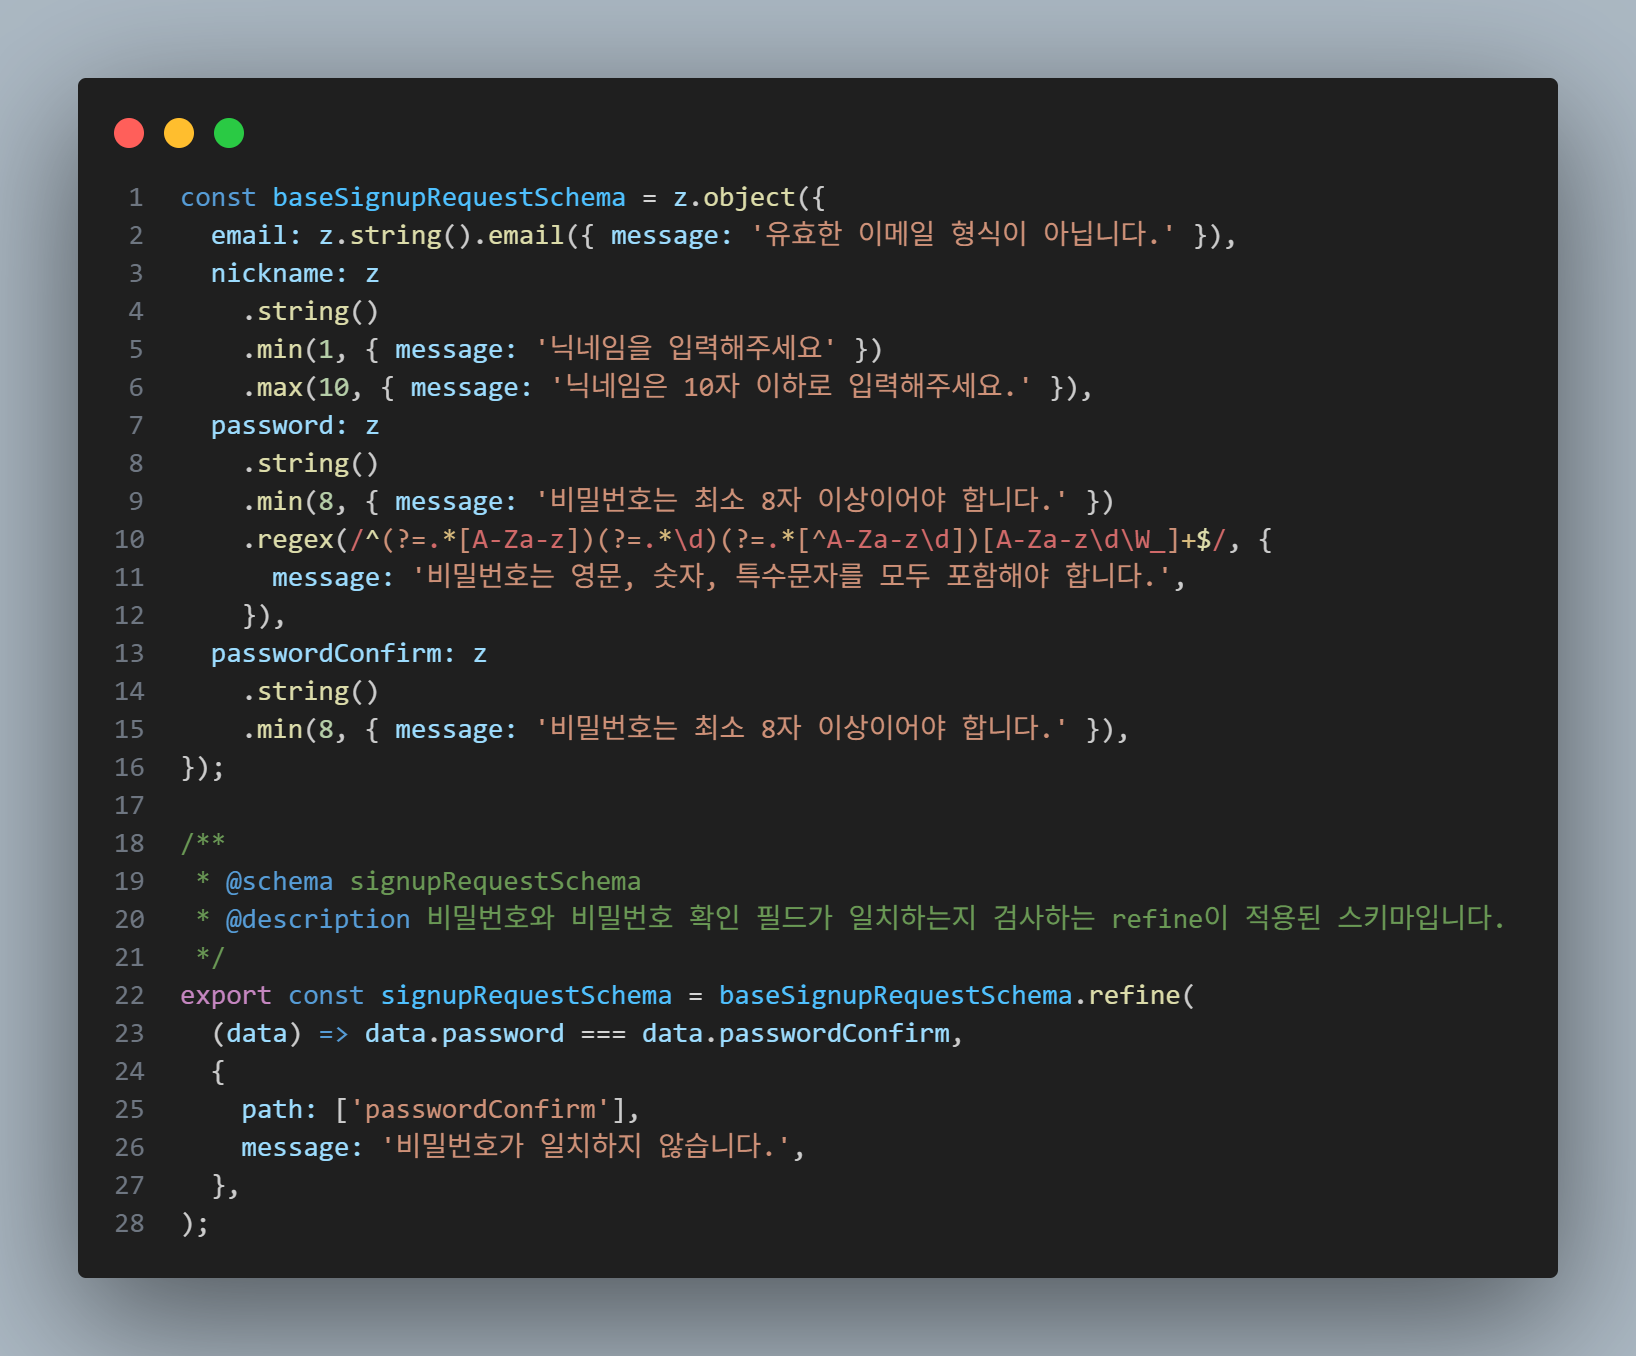 1 const baseSignupRequestSchema = z.object({
2   email: z.string().email({ message: '유효한 이메일 형식이 아닙니다.' }),
3   nickname: z
4     .string()
5     .min(1, { message: '닉네임을 입력해주세요' })
6     .max(10, { message: '닉네임은 10자 이하로 입력해주세요.' }),
7   password: z
8     .string()
9     .min(8, { message: '비밀번호는 최소 8자 이상이어야 합니다.' })
10     .regex(/^(?=.*[A-Za-z])(?=.*\d)(?=.*[^A-Za-z\d])[A-Za-z\d\W_]+$/, {
11       message: '비밀번호는 영문, 숫자, 특수문자를 모두 포함해야 합니다.',
12     }),
13   passwordConfirm: z
14     .string()
15     .min(8, { message: '비밀번호는 최소 8자 이상이어야 합니다.' }),
16 });
17
18 /**
19  * @schema signupRequestSchema
20  * @description 비밀번호와 비밀번호 확인 필드가 일치하는지 검사하는 refine이 적용된 스키마입니다.
21  */
22 export const signupRequestSchema = baseSignupRequestSchema.refine(
23   (data) => data.password === data.passwordConfirm,
24   {
25     path: ['passwordConfirm'],
26     message: '비밀번호가 일치하지 않습니다.',
27   },
28 );